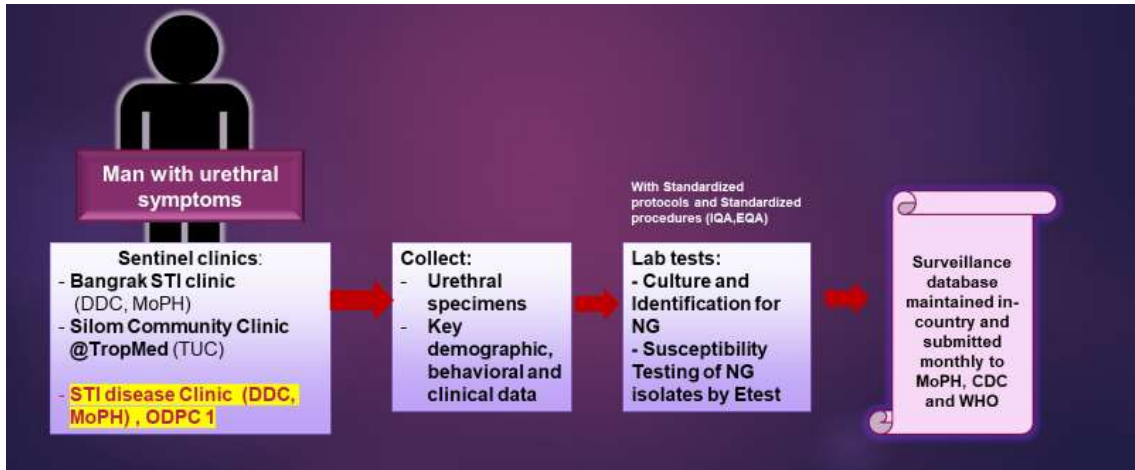 Man with urethral
symptoms
Sentinel clinics:
- Bangrak STI clinic
(DDC, MoPH)
- Silom Community Clinic
@TropMed (TUC)
- STI disease Clinic (DDC,
MoPH) , ODPC 1
Collect:
- Urethral
specimens
- Key
demographic,
behavioral and
clinical data
With Standardized
protocols and Standardized
procedures (IQA,EQA)
Lab tests:
- Culture and
Identification for
NG
- Susceptibility
Testing of NG
isolates by Etest
Surveillance
database
maintained in-
country and
submitted
monthly to
MoPH, CDC
and WHO